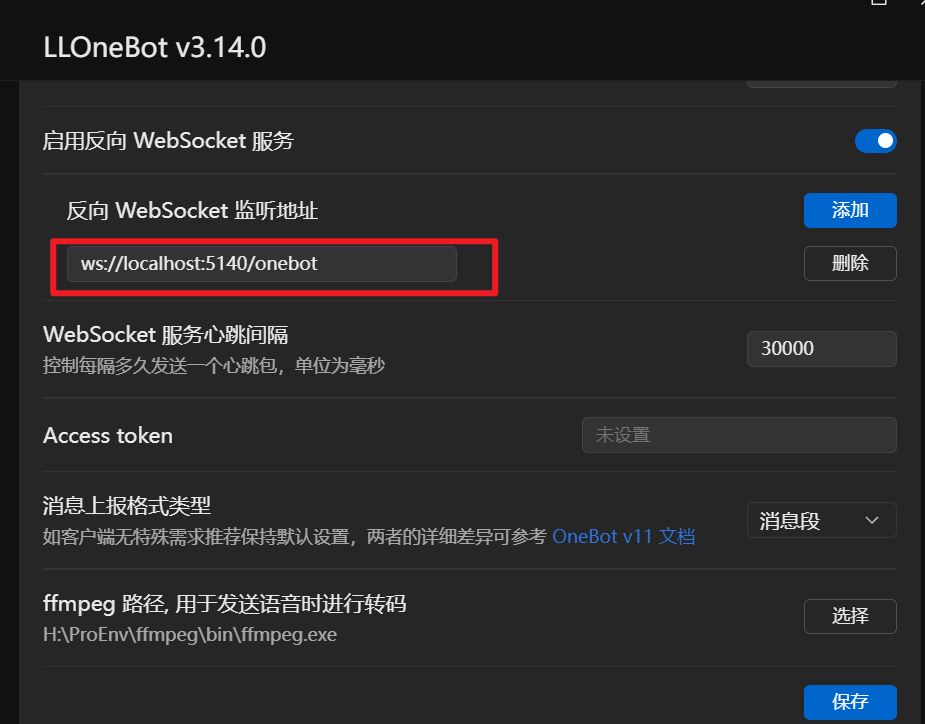 LLOneBot v3.14.0
启用反向 WebSocket 服务
反向 WebSocket 监听地址
添加
ws://localhost:5140/onebot
删除
WebSocket 服务心跳间隔
控制每隔多久发送一个心跳包，单位为毫秒
30000
Access token
未设置
消息上报格式类型
如客户端无特殊需求推荐保持默认设置，两者的详细差异可参考 OneBot v11 文档
消息段
ffmpeg 路径, 用于发送语音时进行转码
H:\ProEnv\ffmpeg\bin\ffmpeg.exe
选择
保存